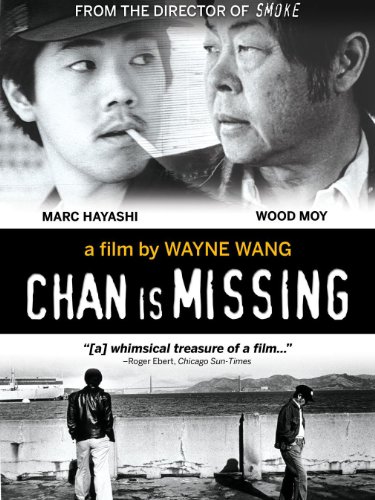 FROM THE DIRECTOR OF SMOKE
MARC HAYASHI WOOD MOY
a film by WAYNE WANG
CHAN IS MISSING
“[a] whimsical treasure of a film...”
–Roger Ebert, Chicago Sun-Times